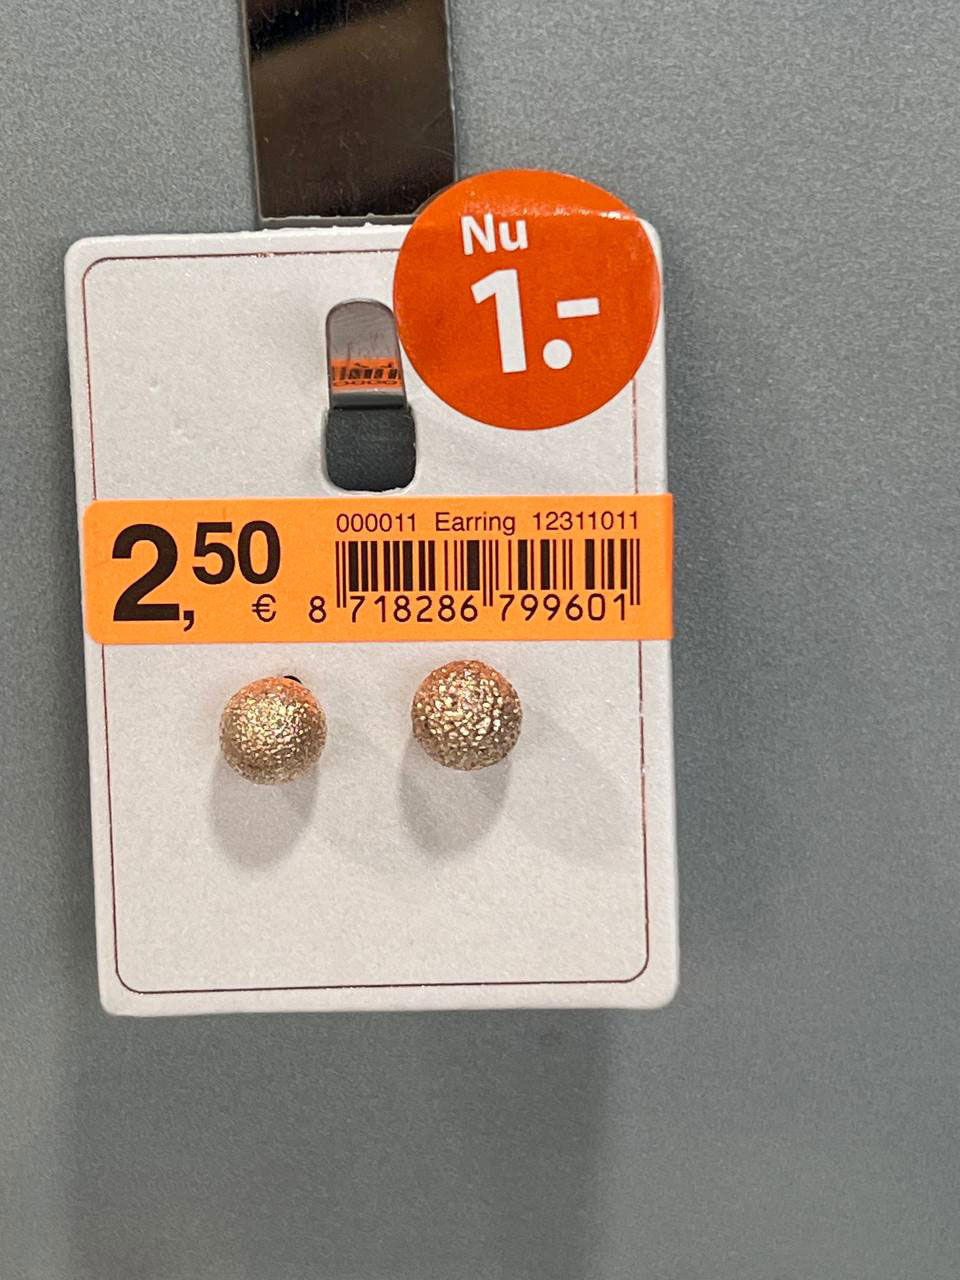 Nu
1.-
000011 Earring 12311011
2,50
€
8 718286 799601